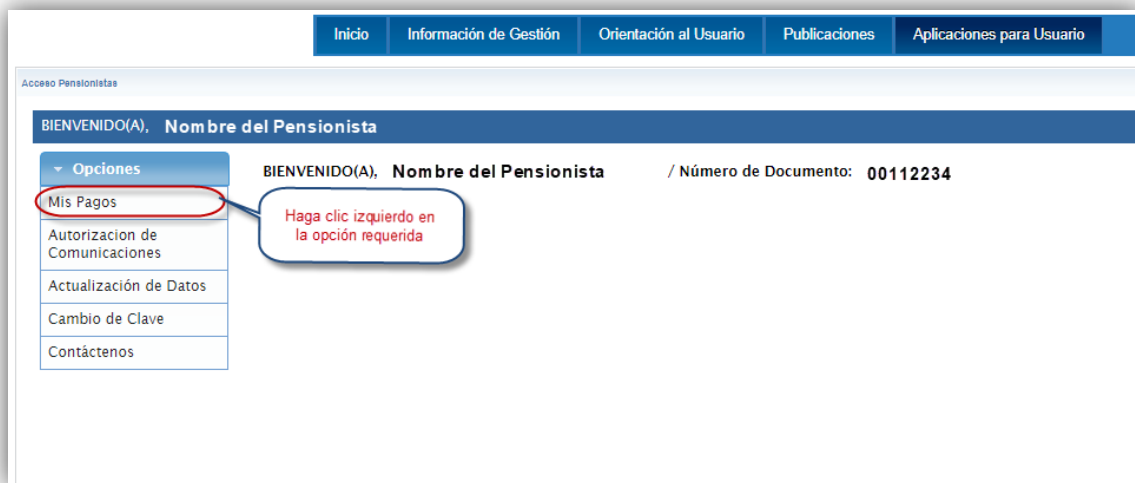 Inicio Información de Gestión Orientación al Usuario Publicaciones Aplicaciones para Usuario
Acceso Pensionistas
BIENVENIDO(A), Nombre del Pensionista
Opciones
BIENVENIDO(A), Nombre del Pensionista / Número de Documento: 00112234
Mis Pagos
Haga clic izquierdo en
la opción requerida
Autorizacion de
Comunicaciones
Actualización de Datos
Cambio de Clave
Contáctenos